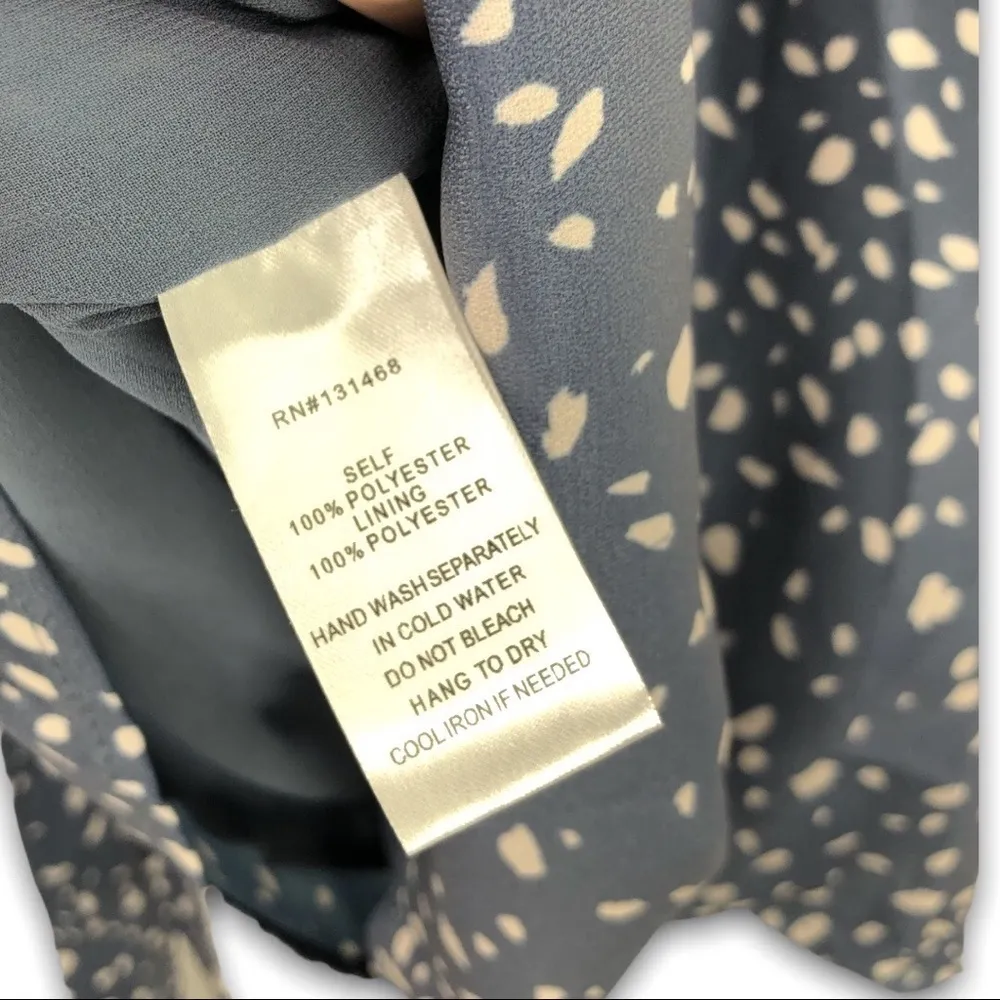 RN#131468
SELF
100% POLYESTER
LINING
100% POLYESTER
HAND WASH SEPARATELY
IN COLD WATER
DO NOT BLEACH
HANG TO DRY
COOL IRON IF NEEDED